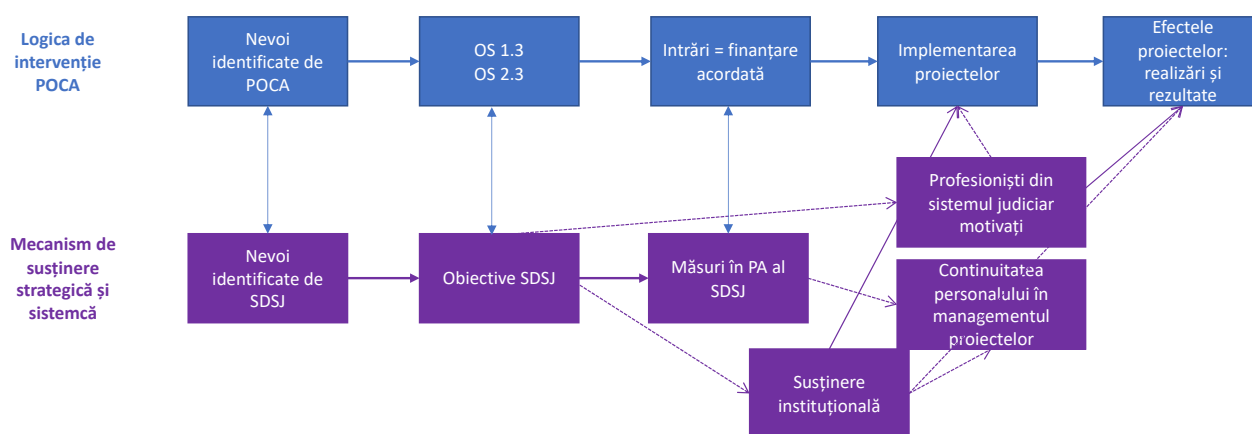 Logica de
intervenție
POCA
Nevoi
identificate de
POCA
OS 1.3
OS 2.3
Intrări = finanțare
acordată
Implementarea
proiectelor
Efectele
proiectelor:
realizări și
rezultate
Mecanism de
susținere
strategică și
sistemcă
Nevoi
identificate de
SDSJ
Obiective SDSJ
Măsuri în PA al
SDSJ
Profesioniști din
sistemul judiciar
motivați
Continuitatea
personalului în
managementul
proiectelor
Susținere
instituțională